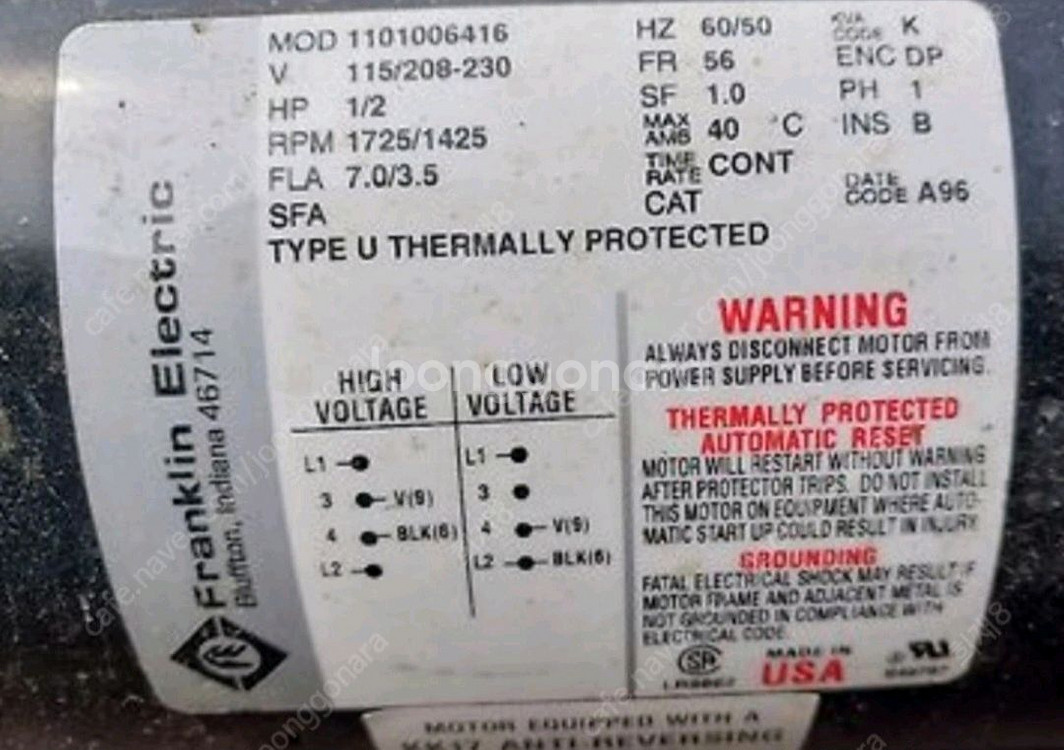 MOD 1101006416
V 115/208-230
HP 1/2
RPM 1725/1425
FLA 7.0/3.5
SFA
HZ 60/50
FR 56
SF 1.0
MAX AMB 40 °C
TIME RATE CONT
CAT
KVA CODE K
ENC DP
PH 1
INS B
DATE CODE A96
TYPE U THERMALLY PROTECTED
Franklin Electric
Bluffton, Indiana 46714
HIGH VOLTAGE
L1
3 V(9)
4 BLK(6)
L2
LOW VOLTAGE
L1
3
4 V(9)
L2 BLK(6)
WARNING
ALWAYS DISCONNECT MOTOR FROM
POWER SUPPLY BEFORE SERVICING.
THERMALLY PROTECTED
AUTOMATIC RESET
MOTOR WILL RESTART WITHOUT WARNING
AFTER PROTECTOR TRIPS. DO NOT INSTALL
THIS MOTOR ON EQUIPMENT WHERE AUTO-
MATIC START UP COULD RESULT IN INJURY.
GROUNDING
FATAL ELECTRICAL SHOCK MAY RESULT IF
MOTOR FRAME AND ADJACENT METAL IS
NOT GROUNDED IN COMPLIANCE WITH
ELECTRICAL CODE.
MADE IN
USA
MOTOR EQUIPPED WITH A
ANTI-REVERSING
joonggonara